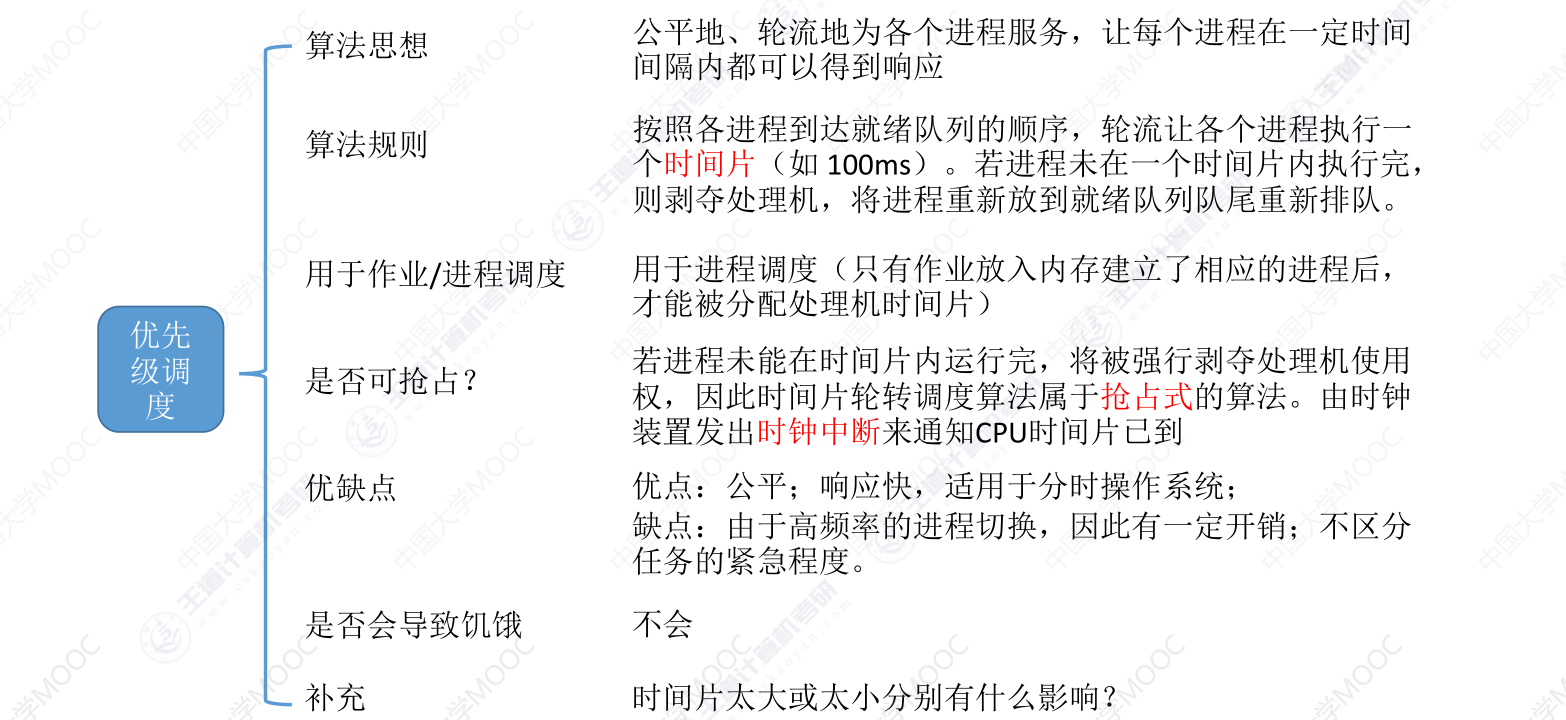 算法思想
公平地、轮流地为各个进程服务，让每个进程在一定时间
间隔内都可以得到响应
算法规则
按照各进程到达就绪队列的顺序，轮流让各个进程执行一
个时间片（如 100ms）。若进程未在一个时间片内执行完，
则剥夺处理机，将进程重新放到就绪队列队尾重新排队。
用于作业/进程调度
用于进程调度（只有作业放入内存建立了相应的进程后，
才能被分配处理机时间片）
优先
级调
度
是否可抢占？
若进程未能在时间片内运行完，将被强行剥夺处理机使用
权，因此时间片轮转调度算法属于抢占式的算法。由时钟
装置发出时钟中断来通知CPU时间片已到
优缺点
优点：公平；响应快，适用于分时操作系统；
缺点：由于高频率的进程切换，因此有一定开销；不区分
任务的紧急程度。
是否会导致饥饿
不会
补充
时间片太大或太小分别有什么影响？
中国大学MOOC
王道计算机考研